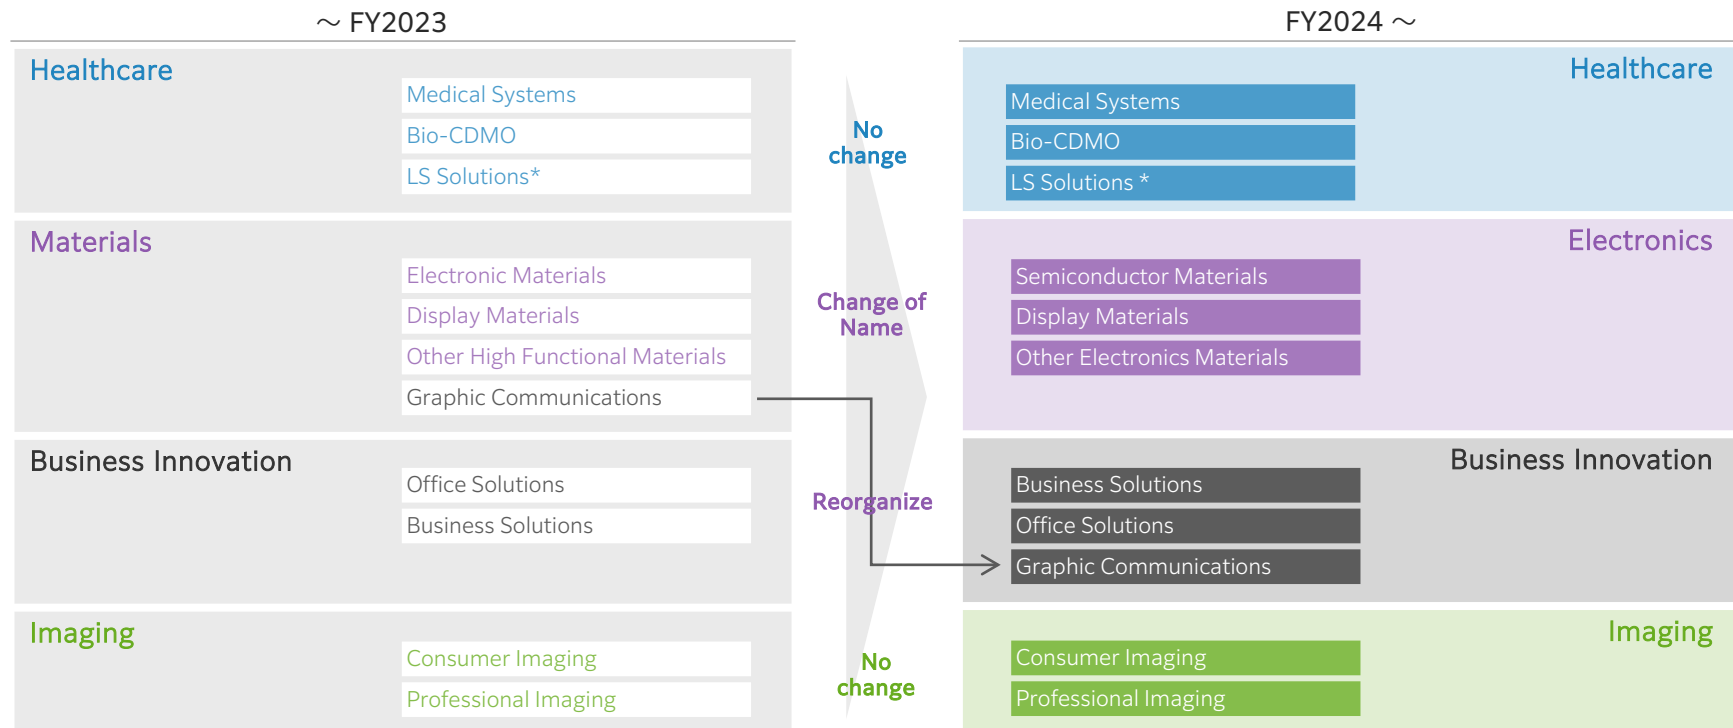 ～ FY2023
FY2024 ～
Healthcare
Medical Systems
Bio-CDMO
LS Solutions*
No
change
Healthcare
Medical Systems
Bio-CDMO
LS Solutions *
Materials
Electronic Materials
Display Materials
Other High Functional Materials
Graphic Communications
Change of
Name
Electronics
Semiconductor Materials
Display Materials
Other Electronics Materials
Business Innovation
Office Solutions
Business Solutions
Reorganize
Business Innovation
Business Solutions
Office Solutions
Graphic Communications
Imaging
Consumer Imaging
Professional Imaging
No
change
Imaging
Consumer Imaging
Professional Imaging